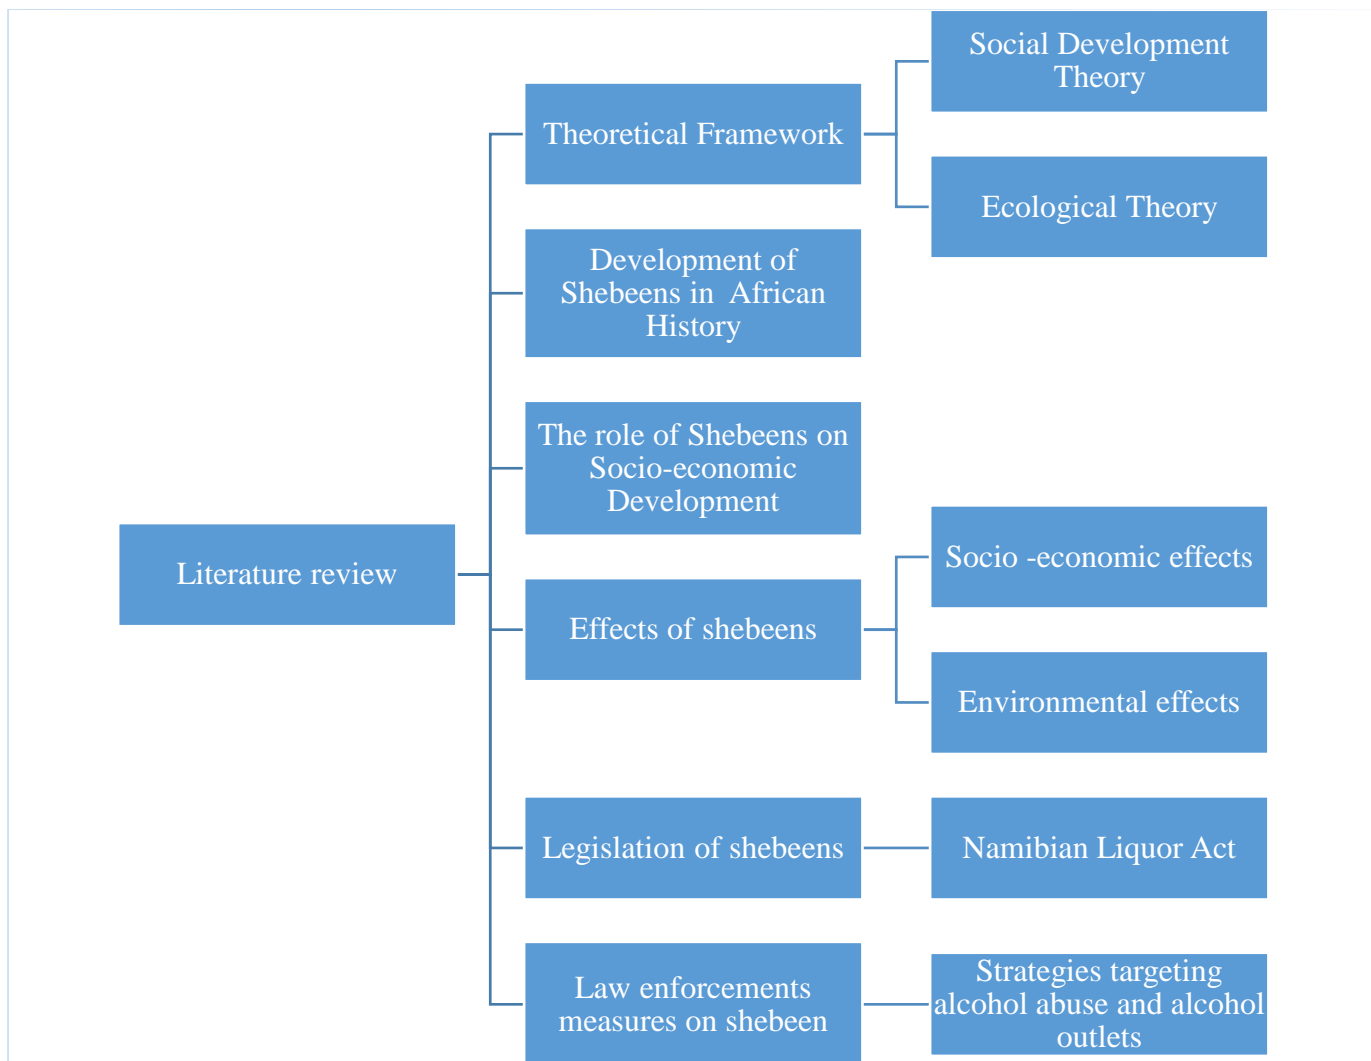 Literature review
Theoretical Framework
Social Development
Theory
Ecological Theory
Development of
Shebeens in  African
History
The role of Shebeens on
Socio-economic
Development
Effects of shebeens
Socio -economic effects
Environmental effects
Legislation of shebeens
Namibian Liquor Act
Law enforcements
measures on shebeen
Strategies targeting
alcohol abuse and alcohol
outlets